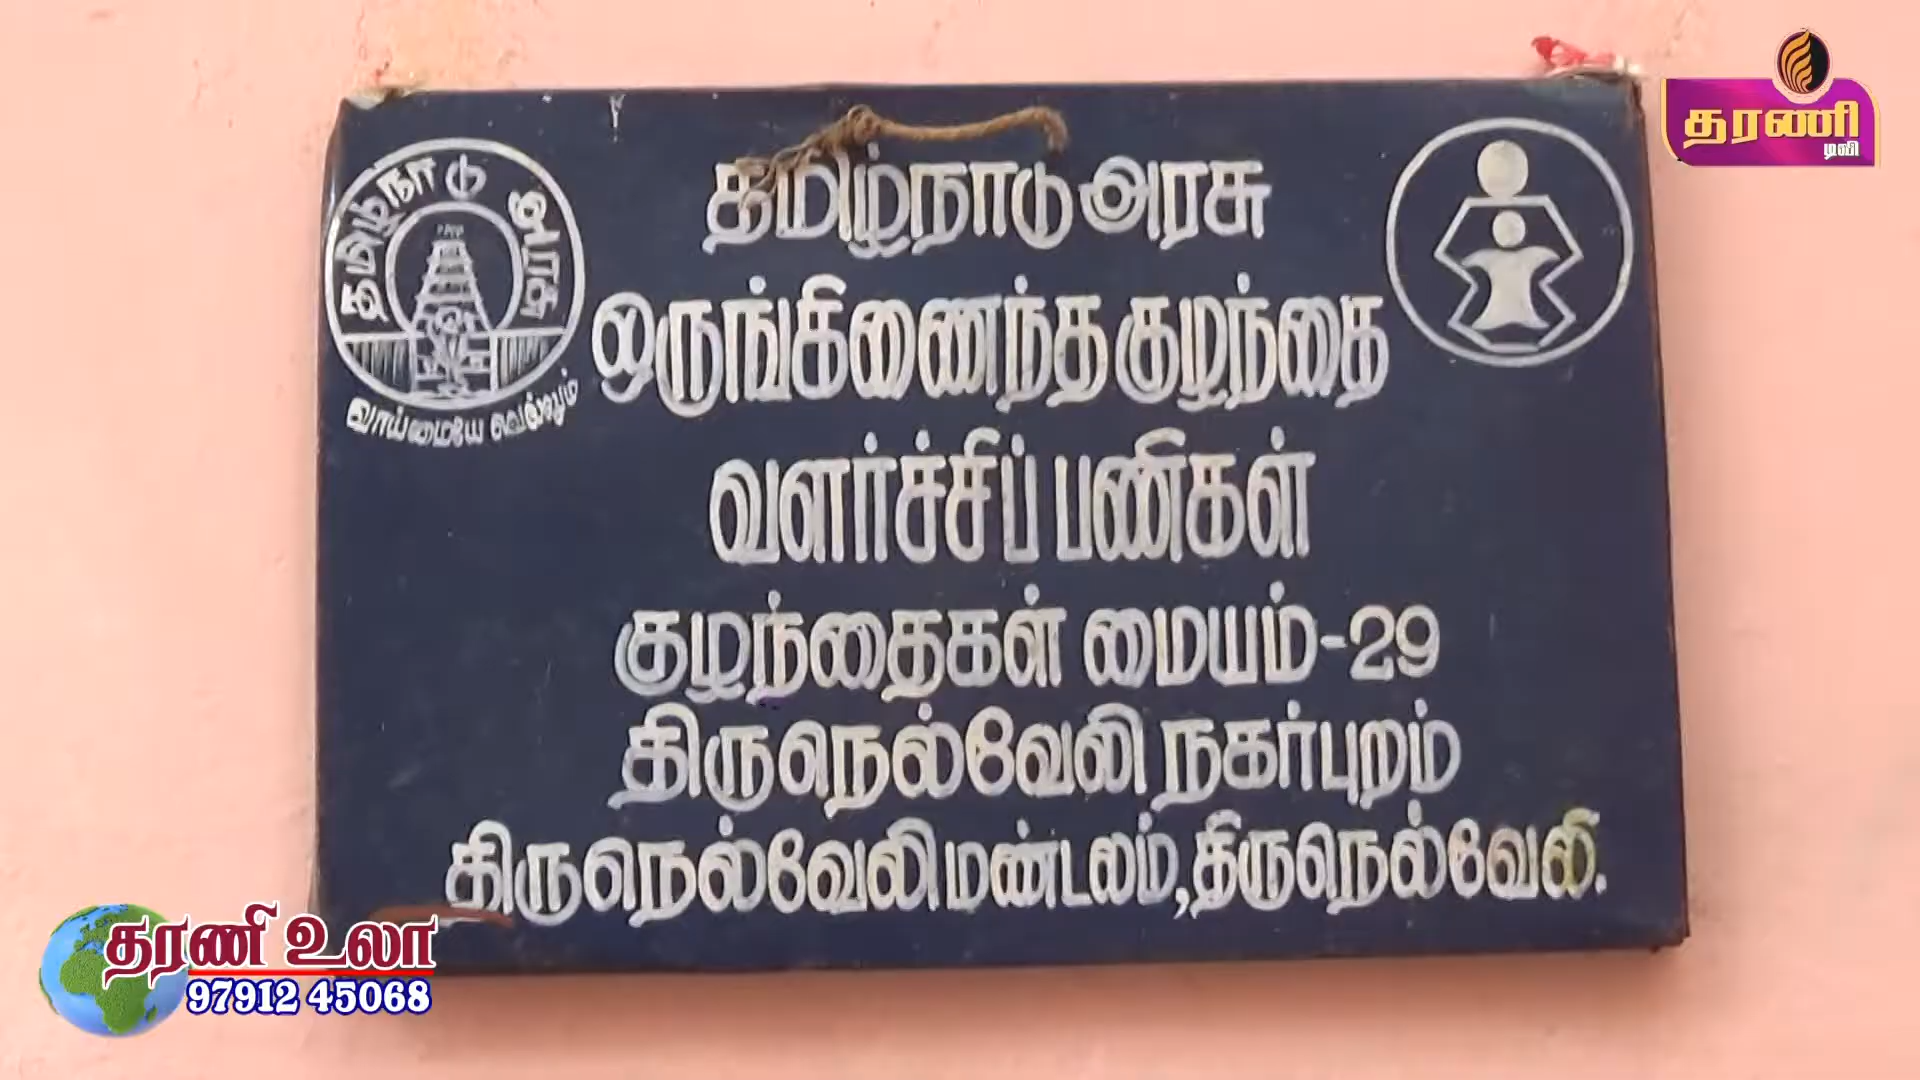 தரணி
டிவி
தமிழ்நாடு அரசு
தமிழ்நாடு அரசு
வாய்மையே வெல்லும்
ஒருங்கிணைந்த குழந்தை
வளர்ச்சிப் பணிகள்
குழந்தைகள் மையம்-29
திருநெல்வேலி நகர்புறம்
திருநெல்வேலி மண்டலம், திருநெல்வேலி.
தரணி உலா
97912 45068